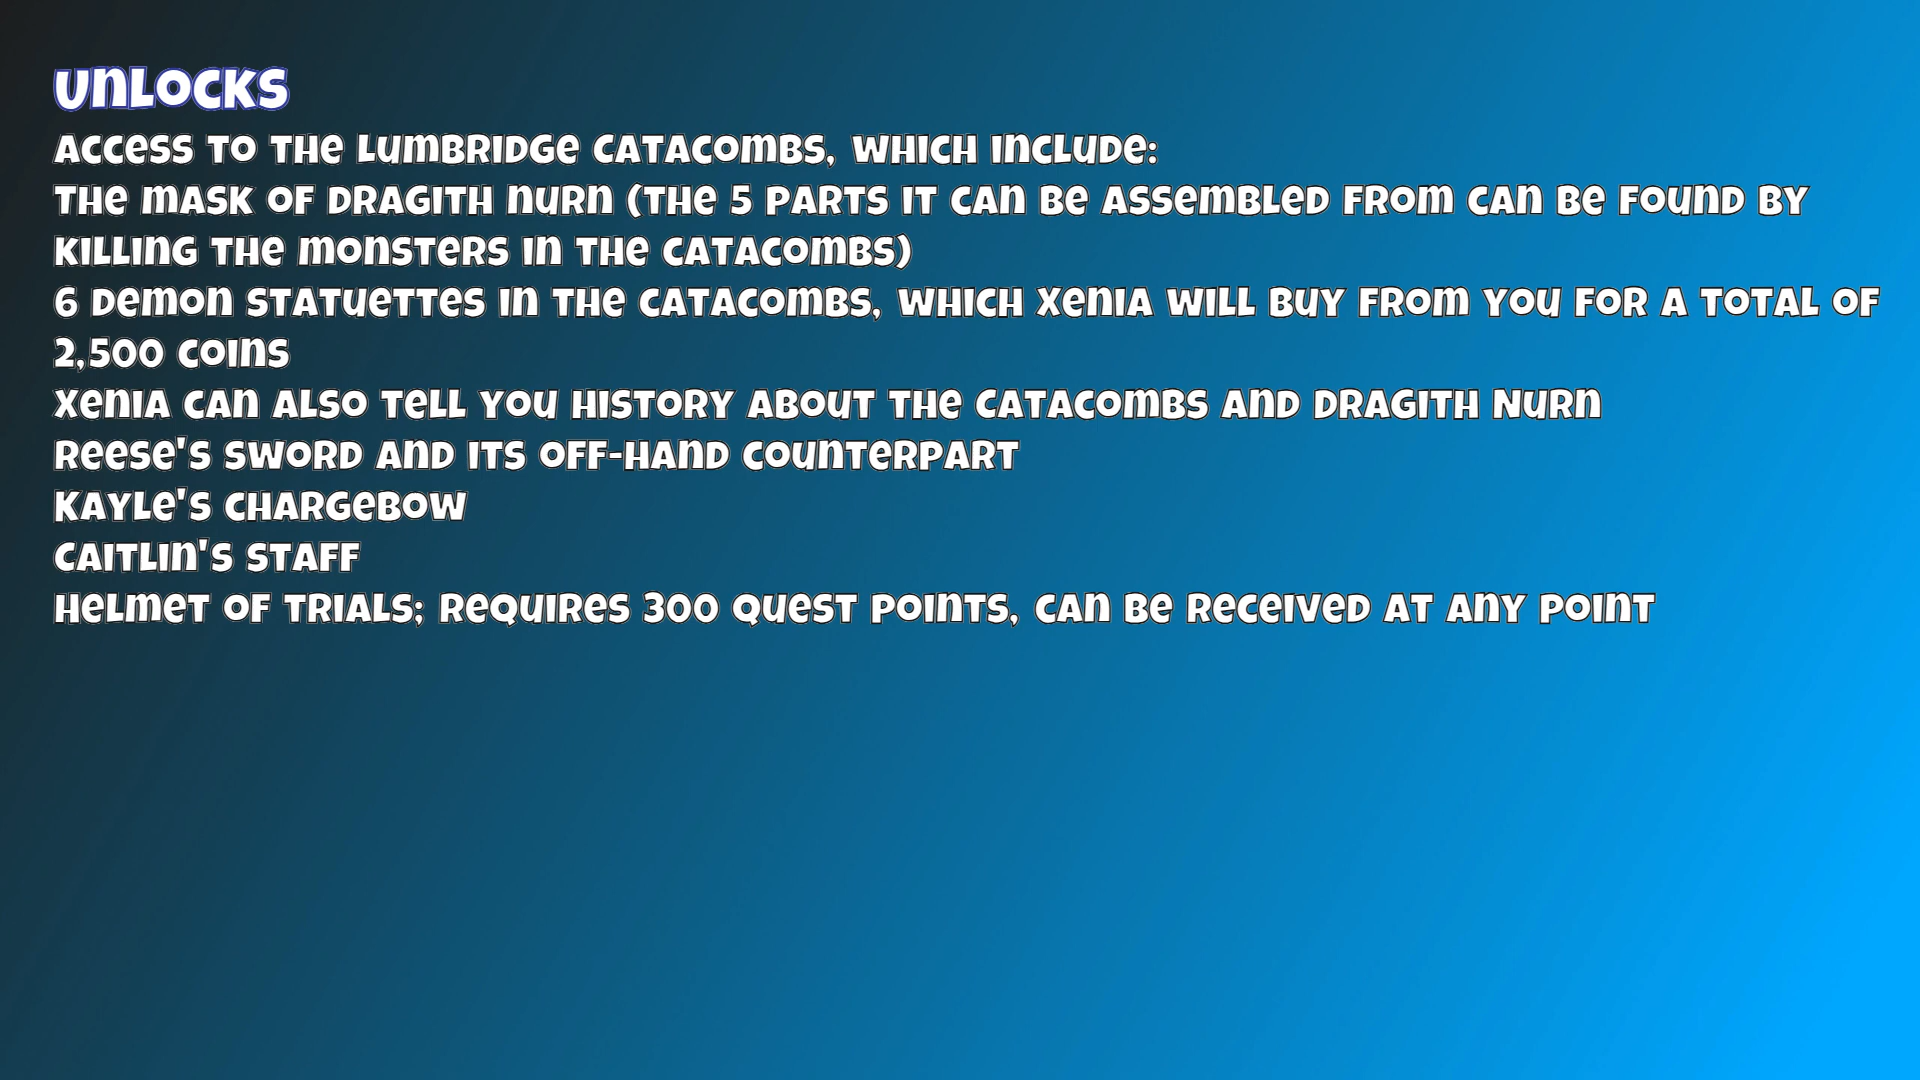 Unlocks
Access to the Lumbridge Catacombs, which include:
The mask of Dragith Nurn (the 5 parts it can be assembled from can be found by
killing the monsters in the catacombs)
6 demon statuettes in the catacombs, which Xenia will buy from you for a total of
2,500 coins
Xenia can also tell you history about the catacombs and Dragith Nurn
Reese's sword and its off-hand counterpart
Kayle's chargebow
Caitlin's staff
Helmet of Trials; requires 300 quest points, can be received at any point